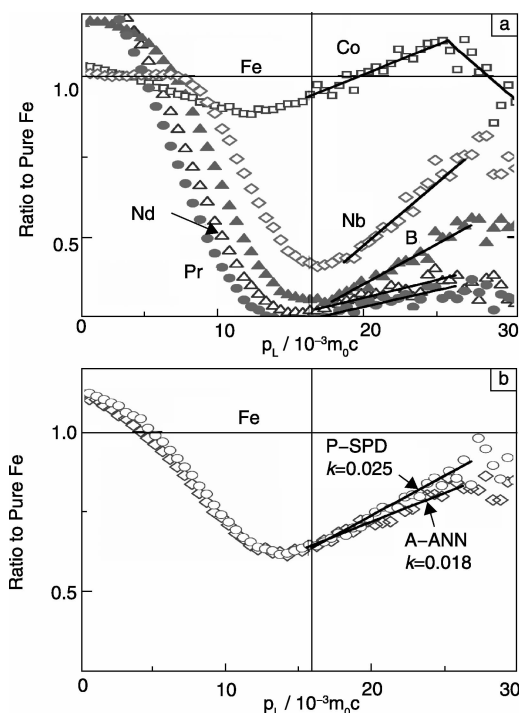 a
Co
1.0
Fe
Ratio to Pure Fe
Nd
Nb
0.5
B
Pr
0
10
20
30
pL / 10−3m0c
b
Fe
1.0
P−SPD
k=0.025
Ratio to Pure Fe
A−ANN
k=0.018
0.5
0
10
20
30
pL / 10−3m0c